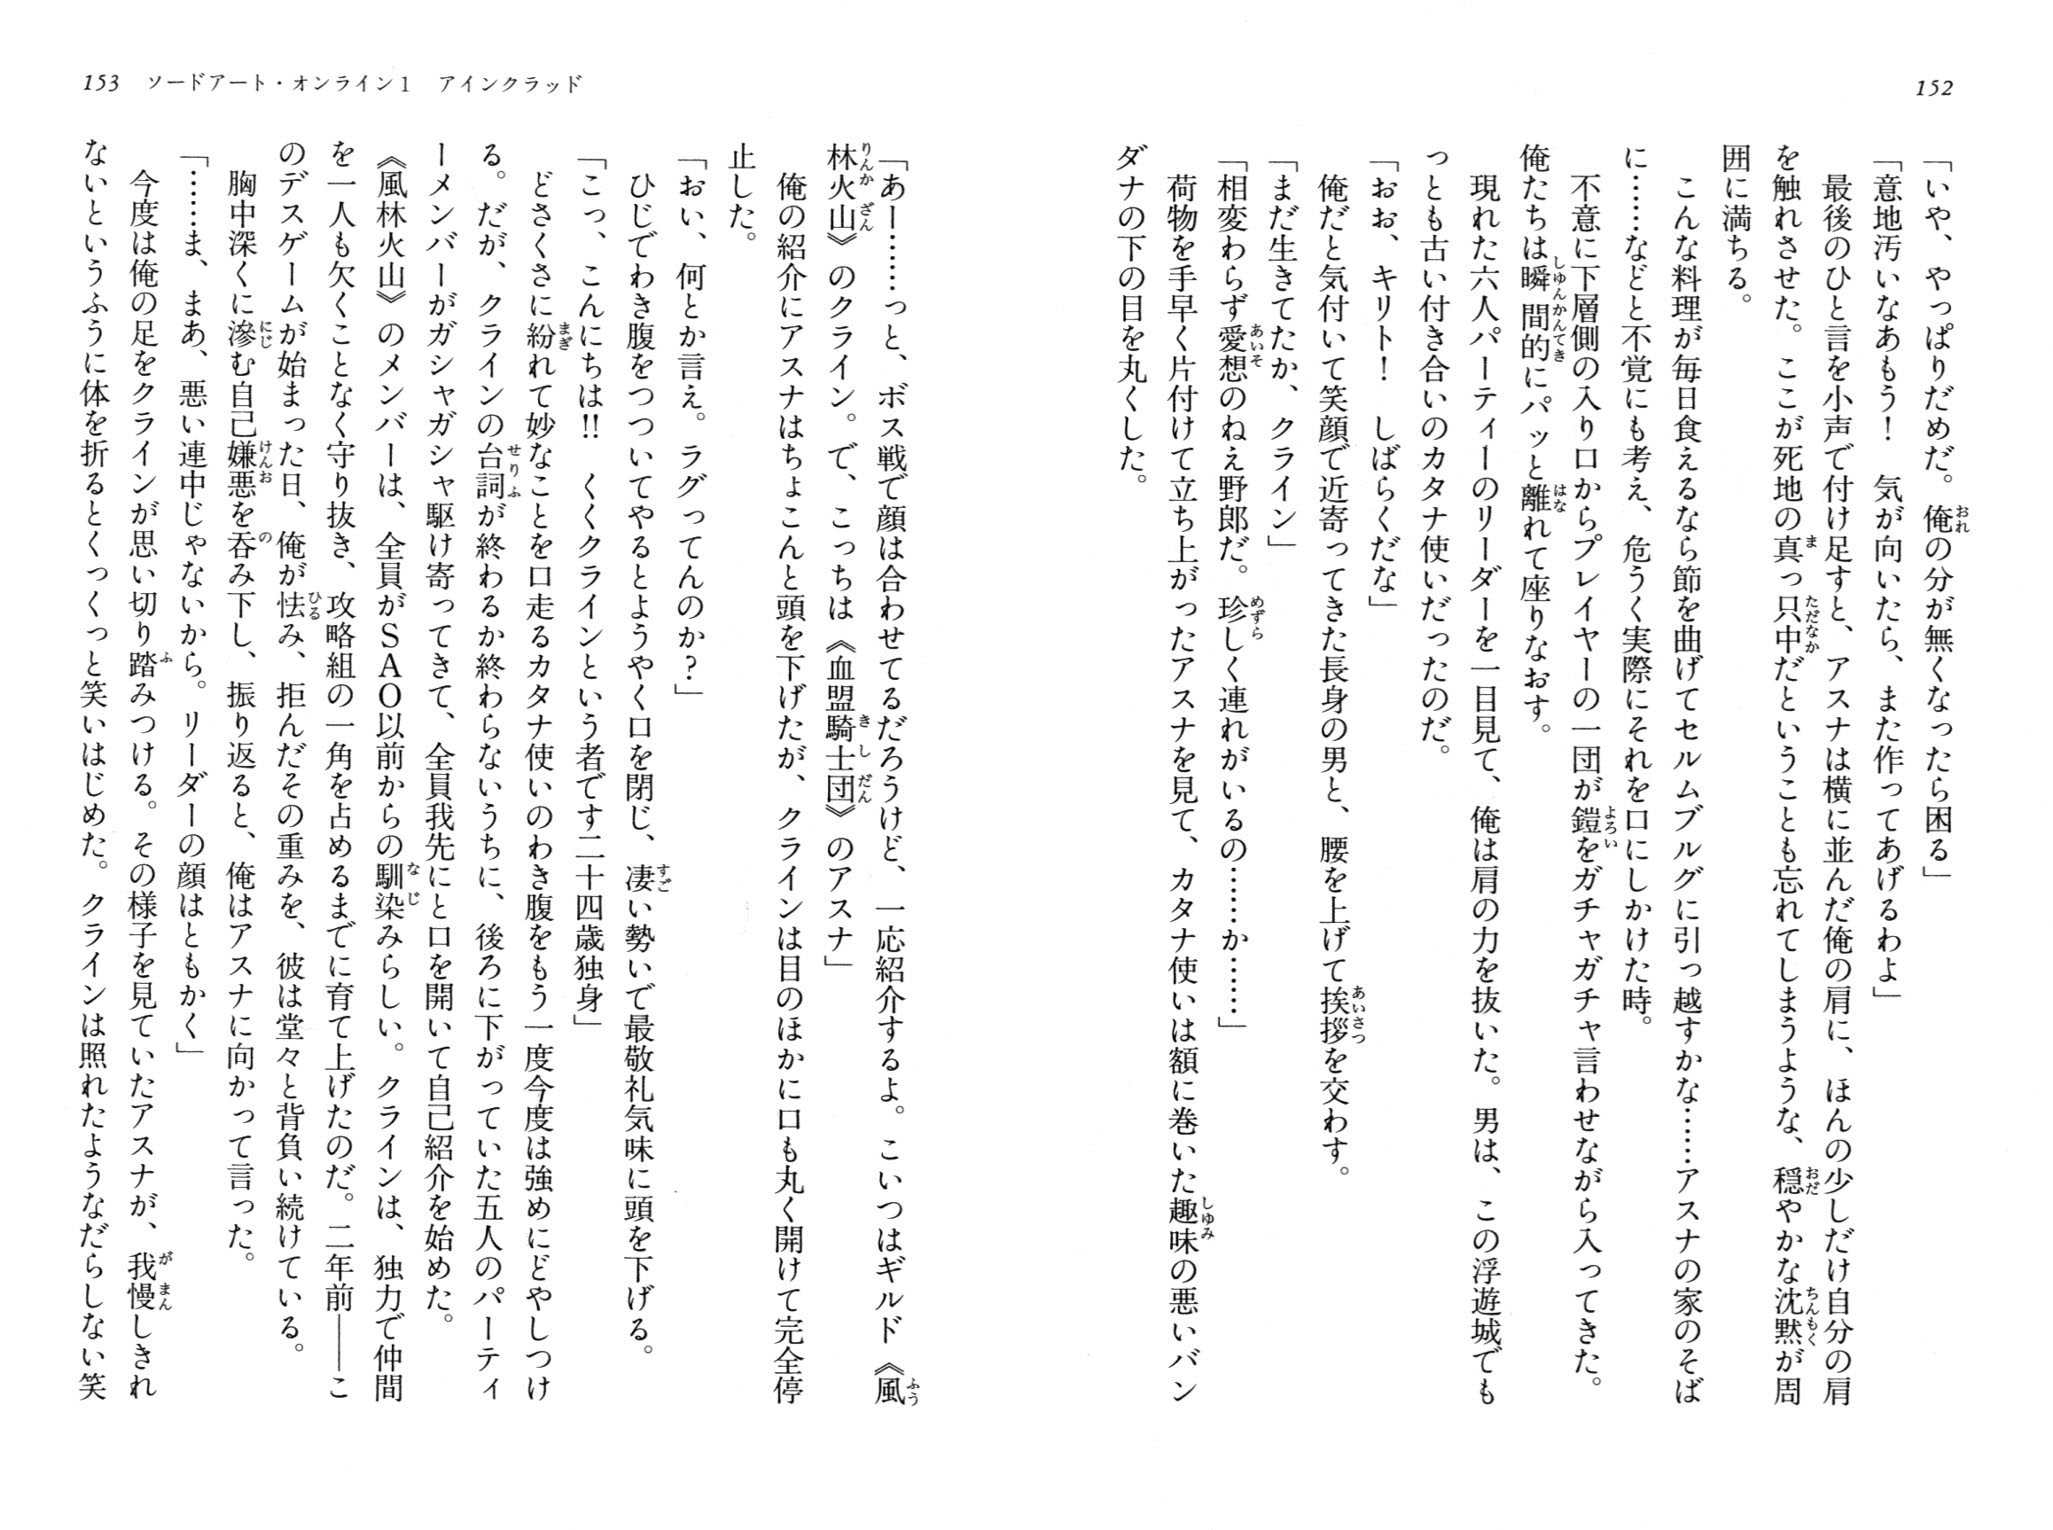 152
「いや、やっぱりだめだ。俺の分が無くなったら困る」
「意地汚いなあもう！　気が向いたら、また作ってあげるわよ」
　最後のひと言を小声で付け足すと、アスナは横に並んだ俺の肩に、ほんの少しだけ自分の肩
を触れさせた。ここが死地の真っ只中だということも忘れてしまうような、穏やかな沈黙が周
囲に満ちる。
　こんな料理が毎日食えるなら節を曲げてセルムブルグに引っ越すかな……アスナの家のそば
に……などと不覚にも考え、危うく実際にそれを口にしかけた時。
　不意に下層側の入り口からプレイヤーの一団が鎧をガチャガチャ言わせながら入ってきた。
俺たちは瞬間的にパッと離れて座りなおす。
　現れた六人パーティーのリーダーを一目見て、俺は肩の力を抜いた。男は、この浮遊城でも
っとも古い付き合いのカタナ使いだったのだ。
「おお、キリト！　しばらくだな」
　俺だと気付いて笑顔で近寄ってきた長身の男と、腰を上げて挨拶を交わす。
「まだ生きてたか、クライン」
「相変わらず愛想のねえ野郎だ。珍しく連れがいるの……か……」
　荷物を手早く片付けて立ち上がったアスナを見て、カタナ使いは額に巻いた趣味の悪いバン
ダナの下の目を丸くした。
153　ソードアート・オンライン1　アインクラッド
「あー……っと、ボス戦で顔は合わせてるだろうけど、一応紹介するよ。こいつはギルド《風
林火山》のクライン。で、こっちは《血盟騎士団》のアスナ」
　俺の紹介にアスナはちょこんと頭を下げたが、クラインは目のほかに口も丸く開けて完全停
止した。
「おい、何とか言え。ラグってんのか？」
　ひじでわき腹をつついてやるとようやく口を閉じ、凄い勢いで最敬礼気味に頭を下げる。
「こっ、こんにちは!!　くくクラインという者です二十四歳独身」
　どさくさに紛れて妙なことを口走るカタナ使いのわき腹をもう一度今度は強めにどやしつけ
る。だが、クラインの台詞が終わるか終わらないうちに、後ろに下がっていた五人のパーティ
ーメンバーがガシャガシャ駆け寄ってきて、全員我先にと口を開いて自己紹介を始めた。
《風林火山》のメンバーは、全員がＳＡＯ以前からの馴染みらしい。クラインは、独力で仲間
を一人も欠くことなく守り抜き、攻略組の一角を占めるまでに育て上げたのだ。二年前――こ
のデスゲームが始まった日、俺が怯み、拒んだその重みを、彼は堂々と背負い続けている。
　胸中深くに滲む自己嫌悪を呑み下し、振り返ると、俺はアスナに向かって言った。
「……ま、まあ、悪い連中じゃないから。リーダーの顔はともかく」
　今度は俺の足をクラインが思い切り踏みつける。その様子を見ていたアスナが、我慢しきれ
ないというふうに体を折るとくっくっと笑いはじめた。クラインは照れたようなだらしない笑